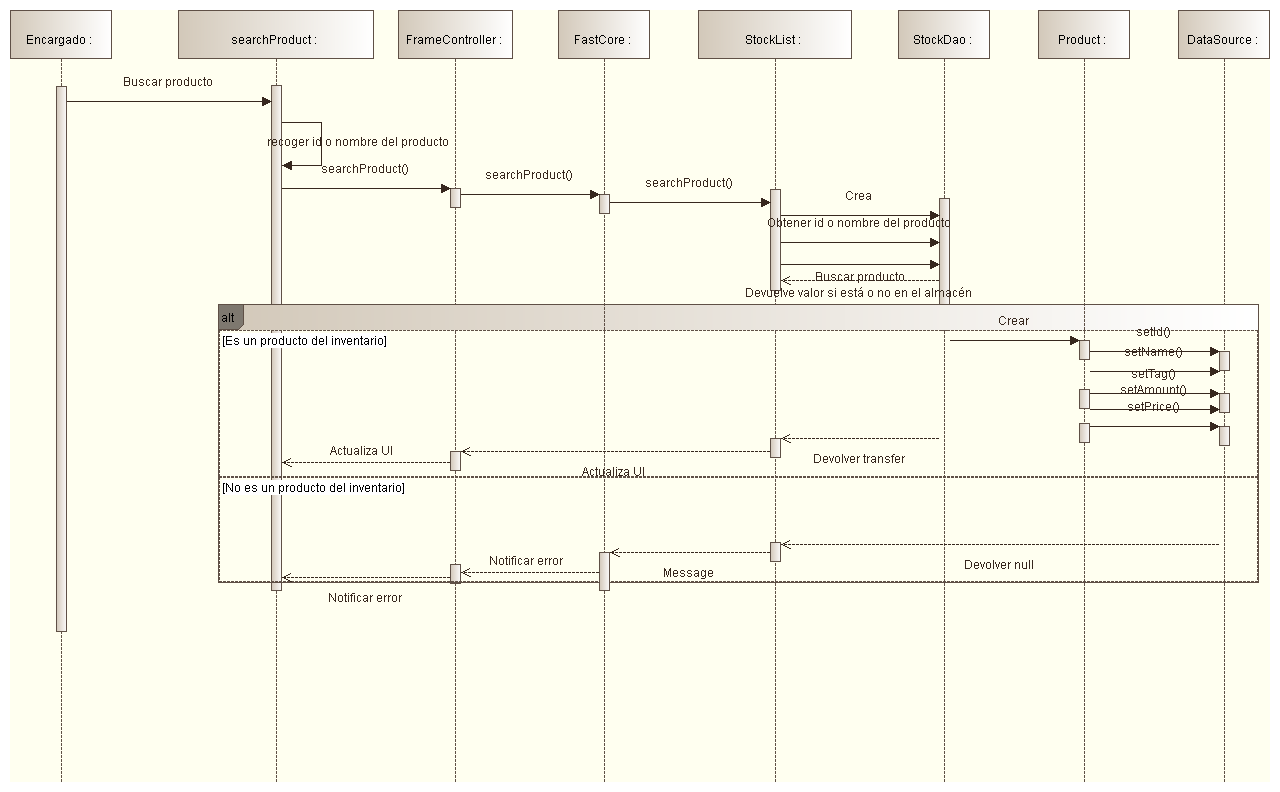 Encargado :
searchProduct :
FrameController :
FastCore :
StockList :
StockDao :
Product :
DataSource :
Buscar producto
recoger id o nombre del producto
searchProduct()
searchProduct()
searchProduct()
Crea
Obtener id o nombre del producto
Buscar producto
Devuelve valor si está o no en el almacén
alt
Crear
[Es un producto del inventario]
setId()
setName()
setTag()
setAmount()
setPrice()
Devolver transfer
Actualiza UI
Actualiza UI
[No es un producto del inventario]
Devolver null
Message
Notificar error
Notificar error